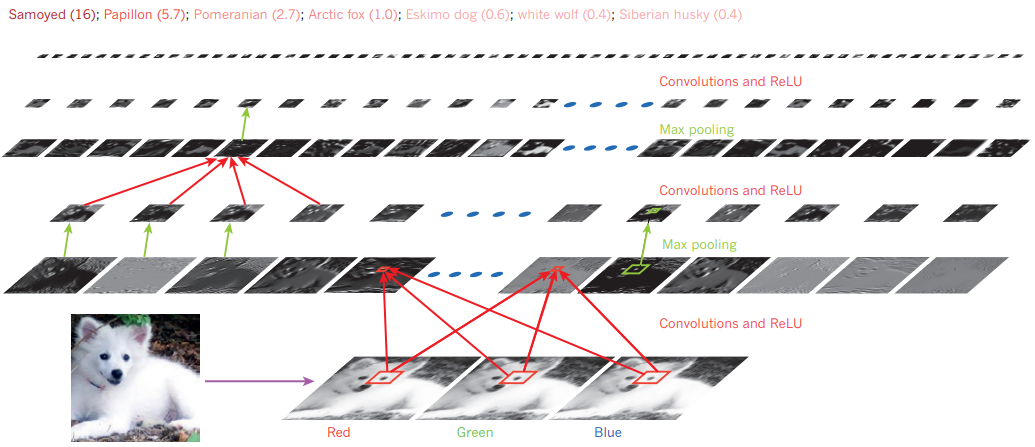 Samoyed (16); Papillon (5.7); Pomeranian (2.7); Arctic fox (1.0); Eskimo dog (0.6); white wolf (0.4); Siberian husky (0.4)
Convolutions and ReLU
Max pooling
Convolutions and ReLU
Max pooling
Convolutions and ReLU
Red
Green
Blue